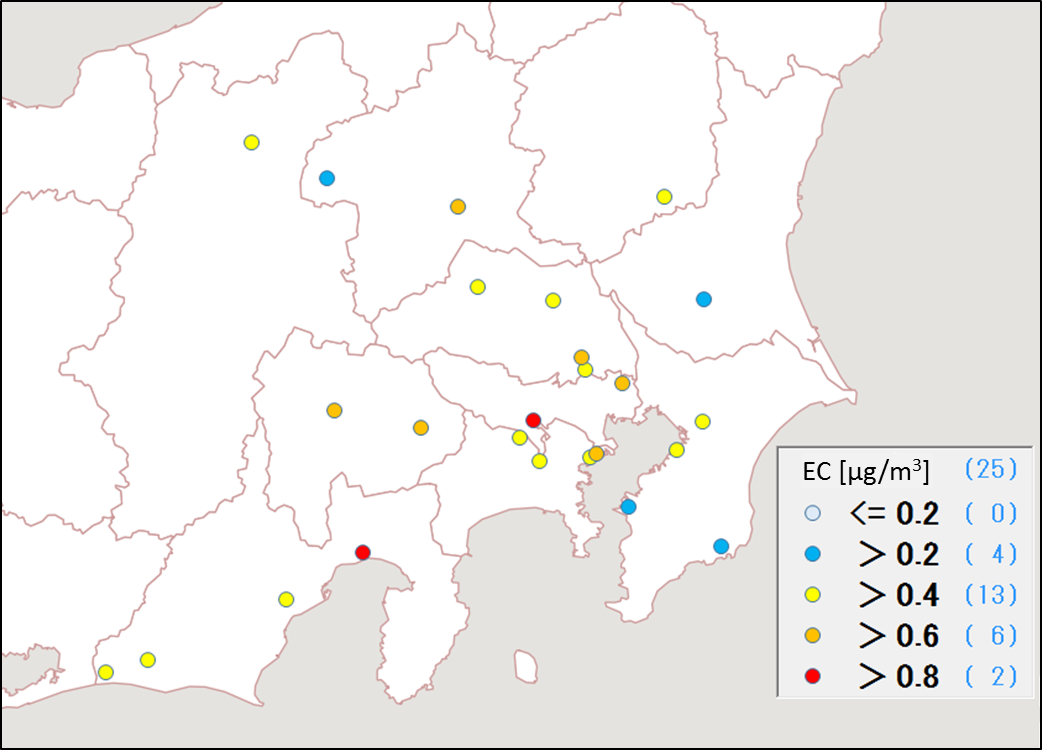 EC [µg/m³] (25)
<= 0.2 ( 0)
> 0.2 ( 4)
> 0.4 (13)
> 0.6 ( 6)
> 0.8 ( 2)